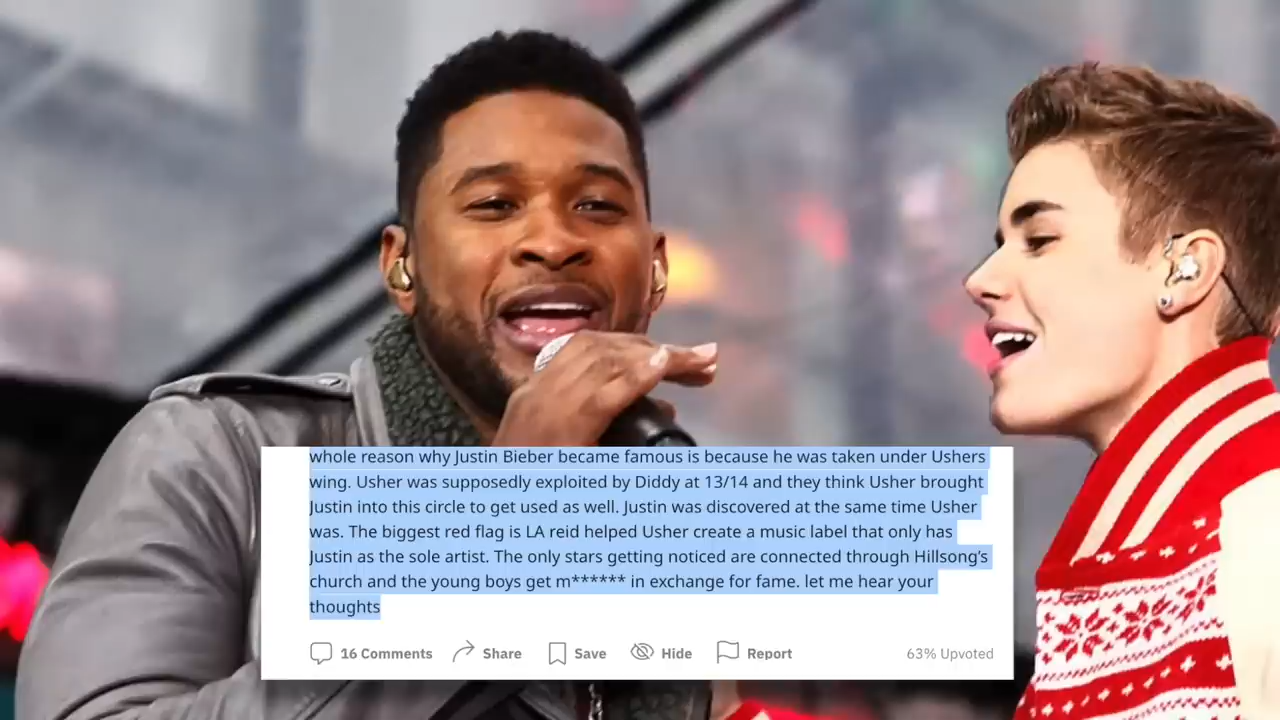 whole reason why Justin Bieber became famous is because he was taken under Ushers
wing. Usher was supposedly exploited by Diddy at 13/14 and they think Usher brought
Justin into this circle to get used as well. Justin was discovered at the same time Usher
was. The biggest red flag is LA reid helped Usher create a music label that only has
Justin as the sole artist. The only stars getting noticed are connected through Hillsong’s
church and the young boys get m****** in exchange for fame. let me hear your
thoughts
16 Comments Share Save Hide Report 63% Upvoted